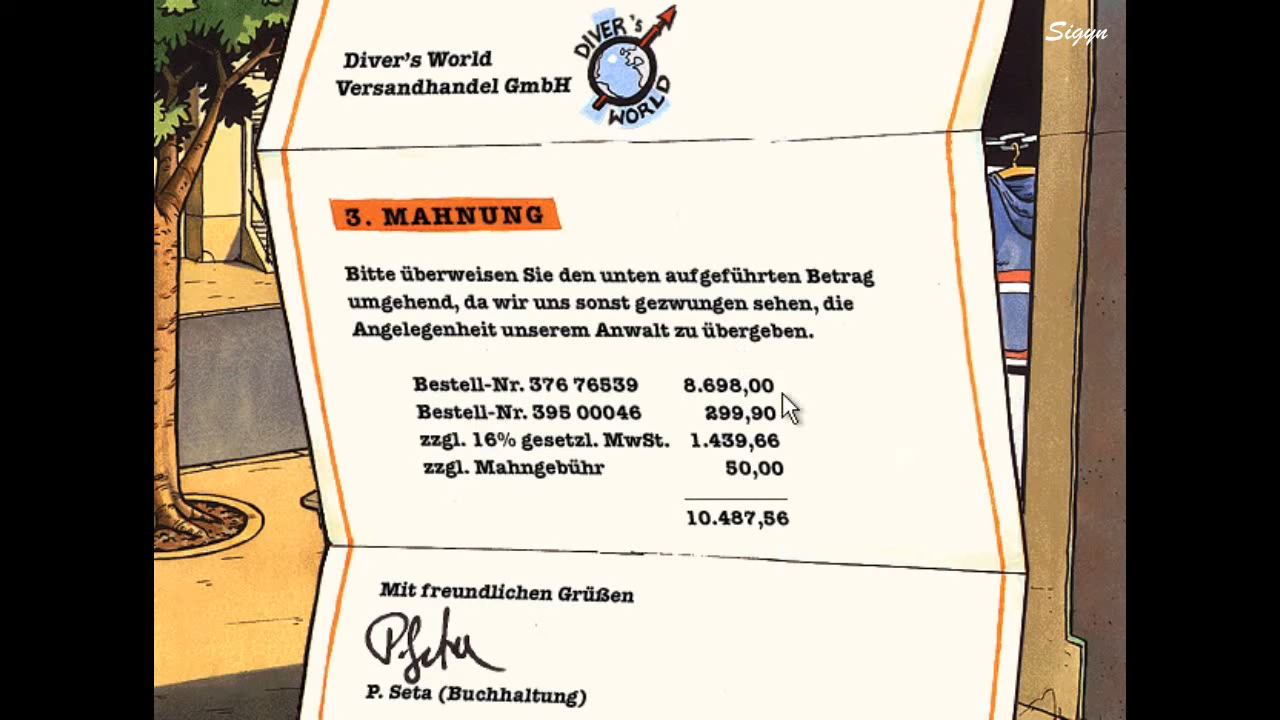 Sigyn
Diver's World
Versandhandel GmbH
DIVER's
WORLD
3. MAHNUNG
Bitte überweisen Sie den unten aufgeführten Betrag
umgehend, da wir uns sonst gezwungen sehen, die
Angelegenheit unserem Anwalt zu übergeben.
Bestell-Nr. 376 76539 8.698,00
Bestell-Nr. 395 00046 299,90
zzgl. 16% gesetzl. MwSt. 1.439,66
zzgl. Mahngebühr 50,00
10.487,56
Mit freundlichen Grüßen
P. Seta
P. Seta (Buchhaltung)